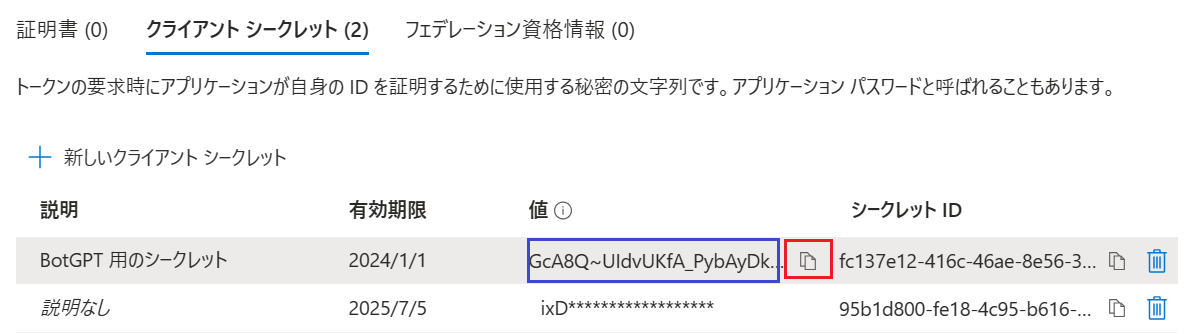 証明書 (0) クライアント シークレット (2) フェデレーション資格情報 (0)
トークンの要求時にアプリケーションが自身の ID を証明するために使用する秘密の文字列です。アプリケーション パスワードと呼ばれることもあります。
新しいクライアント シークレット
説明 有効期限 値 シークレット ID
BotGPT 用のシークレット 2024/1/1 GcA8Q~UIdvUKfA_PybAyDk... fc137e12-416c-46ae-8e56-3...
説明なし 2025/7/5 ixD****************** 95b1d800-fe18-4c95-b616-...